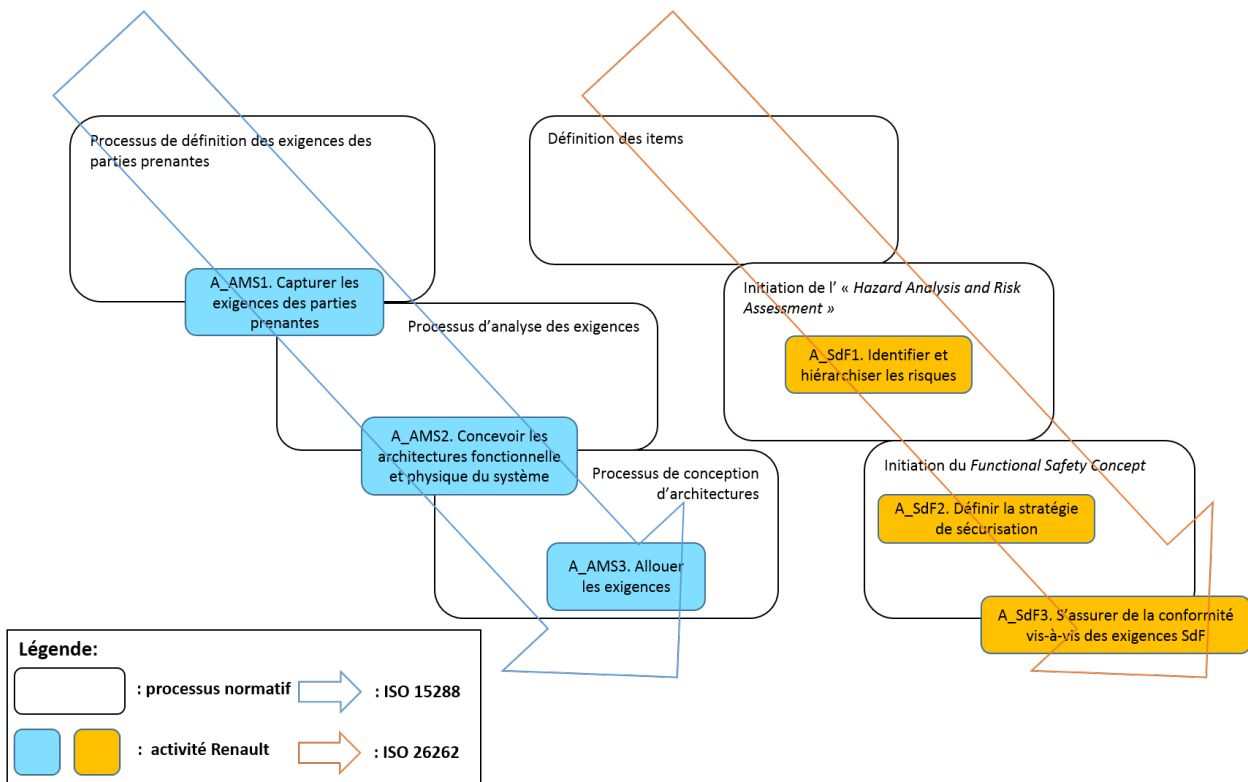 Processus de définition des exigences des
parties prenantes
A_AMS1. Capturer les
exigences des parties
prenantes
Processus d'analyse des exigences
A_AMS2. Concevoir les
architectures fonctionnelle
et physique du système
Processus de conception
d'architectures
A_AMS3. Allouer
les exigences
Définition des items
Initiation de l' « Hazard Analysis and Risk
Assessment »
A_SdF1. Identifier et
hiérarchiser les risques
Initiation du Functional Safety Concept
A_SdF2. Définir la stratégie
de sécurisation
A_SdF3. S'assurer de la conformité
vis-à-vis des exigences SdF
Légende:
: processus normatif
: ISO 15288
: activité Renault
: ISO 26262